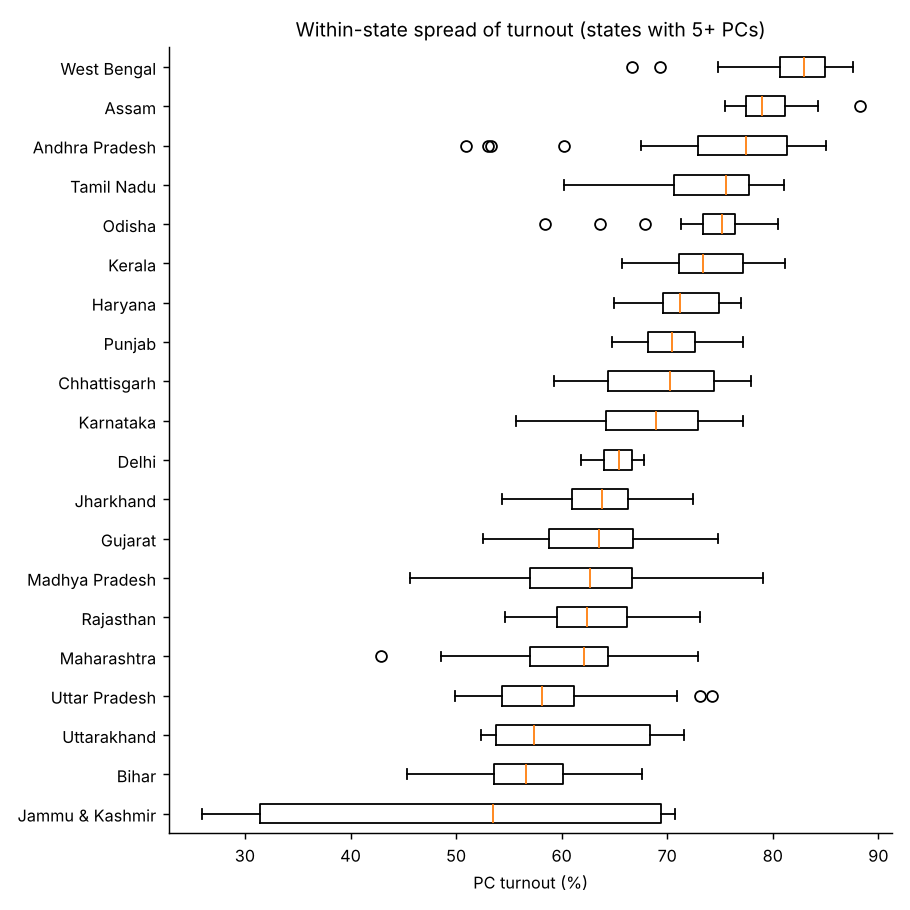 Within-state spread of turnout (states with 5+ PCs)
West Bengal
Assam
Andhra Pradesh
Tamil Nadu
Odisha
Kerala
Haryana
Punjab
Chhattisgarh
Karnataka
Delhi
Jharkhand
Gujarat
Madhya Pradesh
Rajasthan
Maharashtra
Uttar Pradesh
Uttarakhand
Bihar
Jammu & Kashmir
30 40 50 60 70 80 90
PC turnout (%)